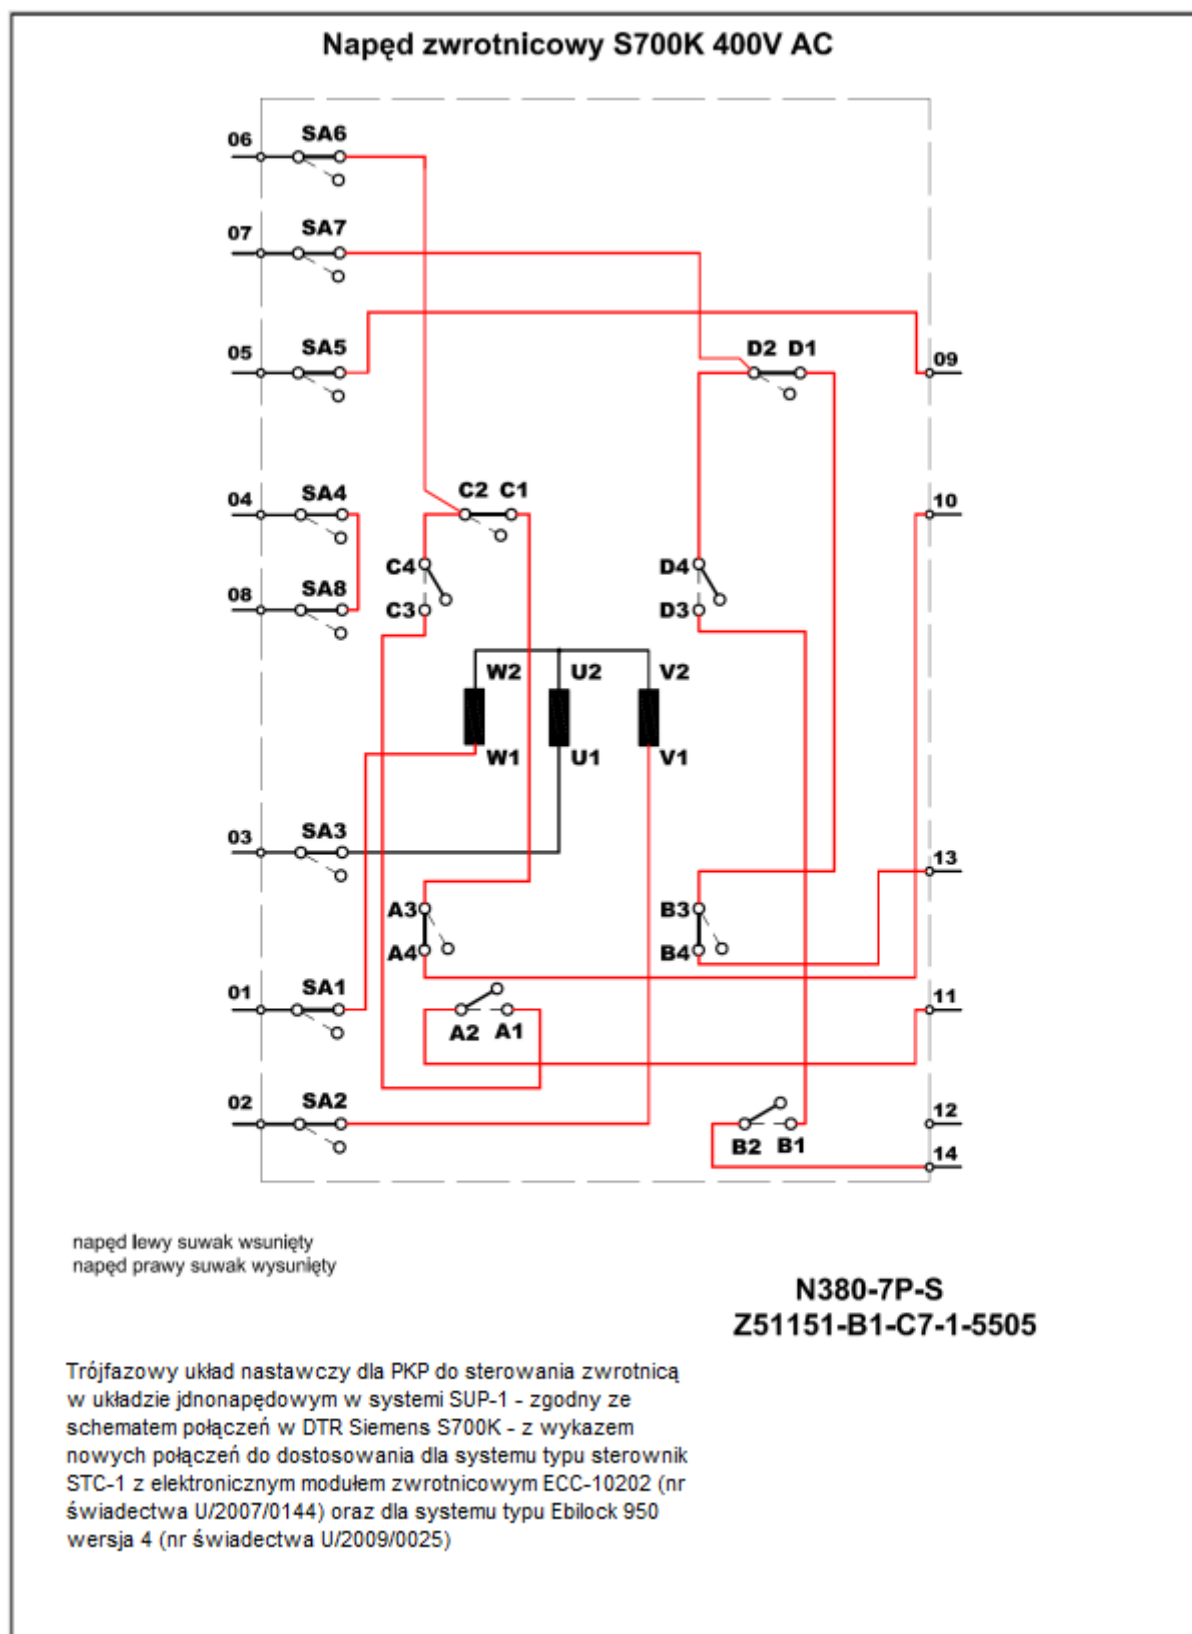 Napęd zwrotnicowy S700K 400V AC
06 SA6
07 SA7
05 SA5
D2 D1
09
04 SA4
C2 C1
10
C4
D4
08 SA8
C3
D3
W2 U2 V2
W1 U1 V1
03 SA3
13
A3
B3
A4
B4
01 SA1
11
A2 A1
02 SA2
12
B2 B1
14
napęd lewy suwak wsunięty
napęd prawy suwak wysunięty
N380-7P-S
Z51151-B1-C7-1-5505
Trójfazowy układ nastawczy dla PKP do sterowania zwrotnicą
w układzie jdnonapędowym w systemi SUP-1 - zgodny ze
schematem połączeń w DTR Siemens S700K - z wykazem
nowych połączeń do dostosowania dla systemu typu sterownik
STC-1 z elektronicznym modułem zwrotnicowym ECC-10202 (nr
świadectwa U/2007/0144) oraz dla systemu typu Ebilock 950
wersja 4 (nr świadectwa U/2009/0025)